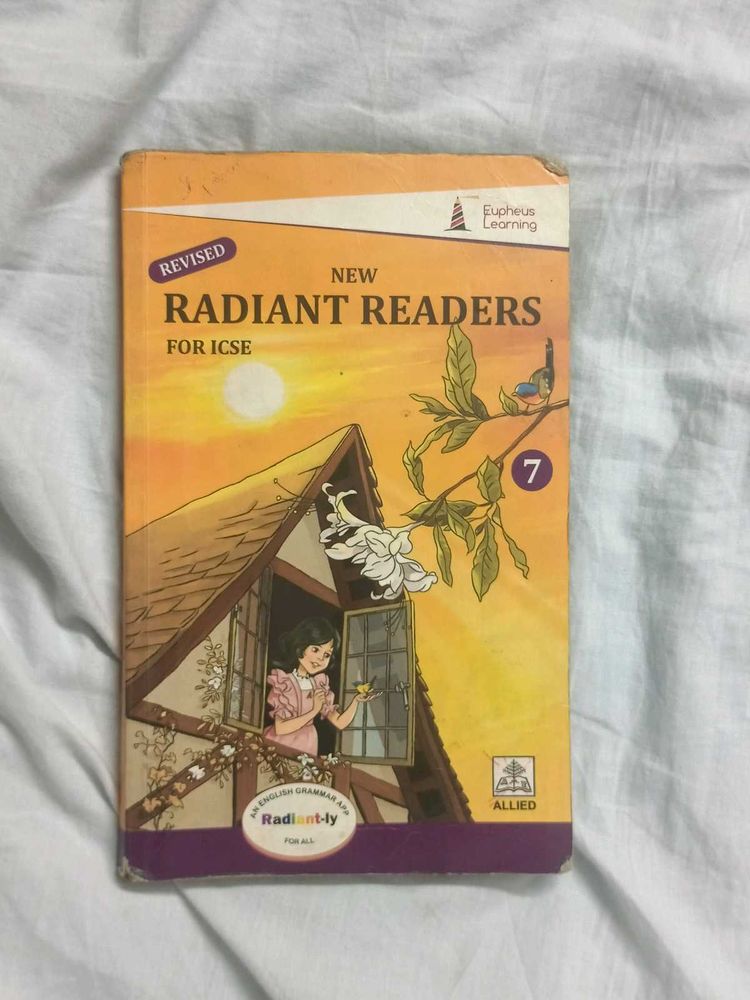 Eupheus
Learning
REVISED
NEW
RADIANT READERS
FOR ICSE
7
ALLIED
AN ENGLISH GRAMMAR APP
Radiant-ly
FOR ALL